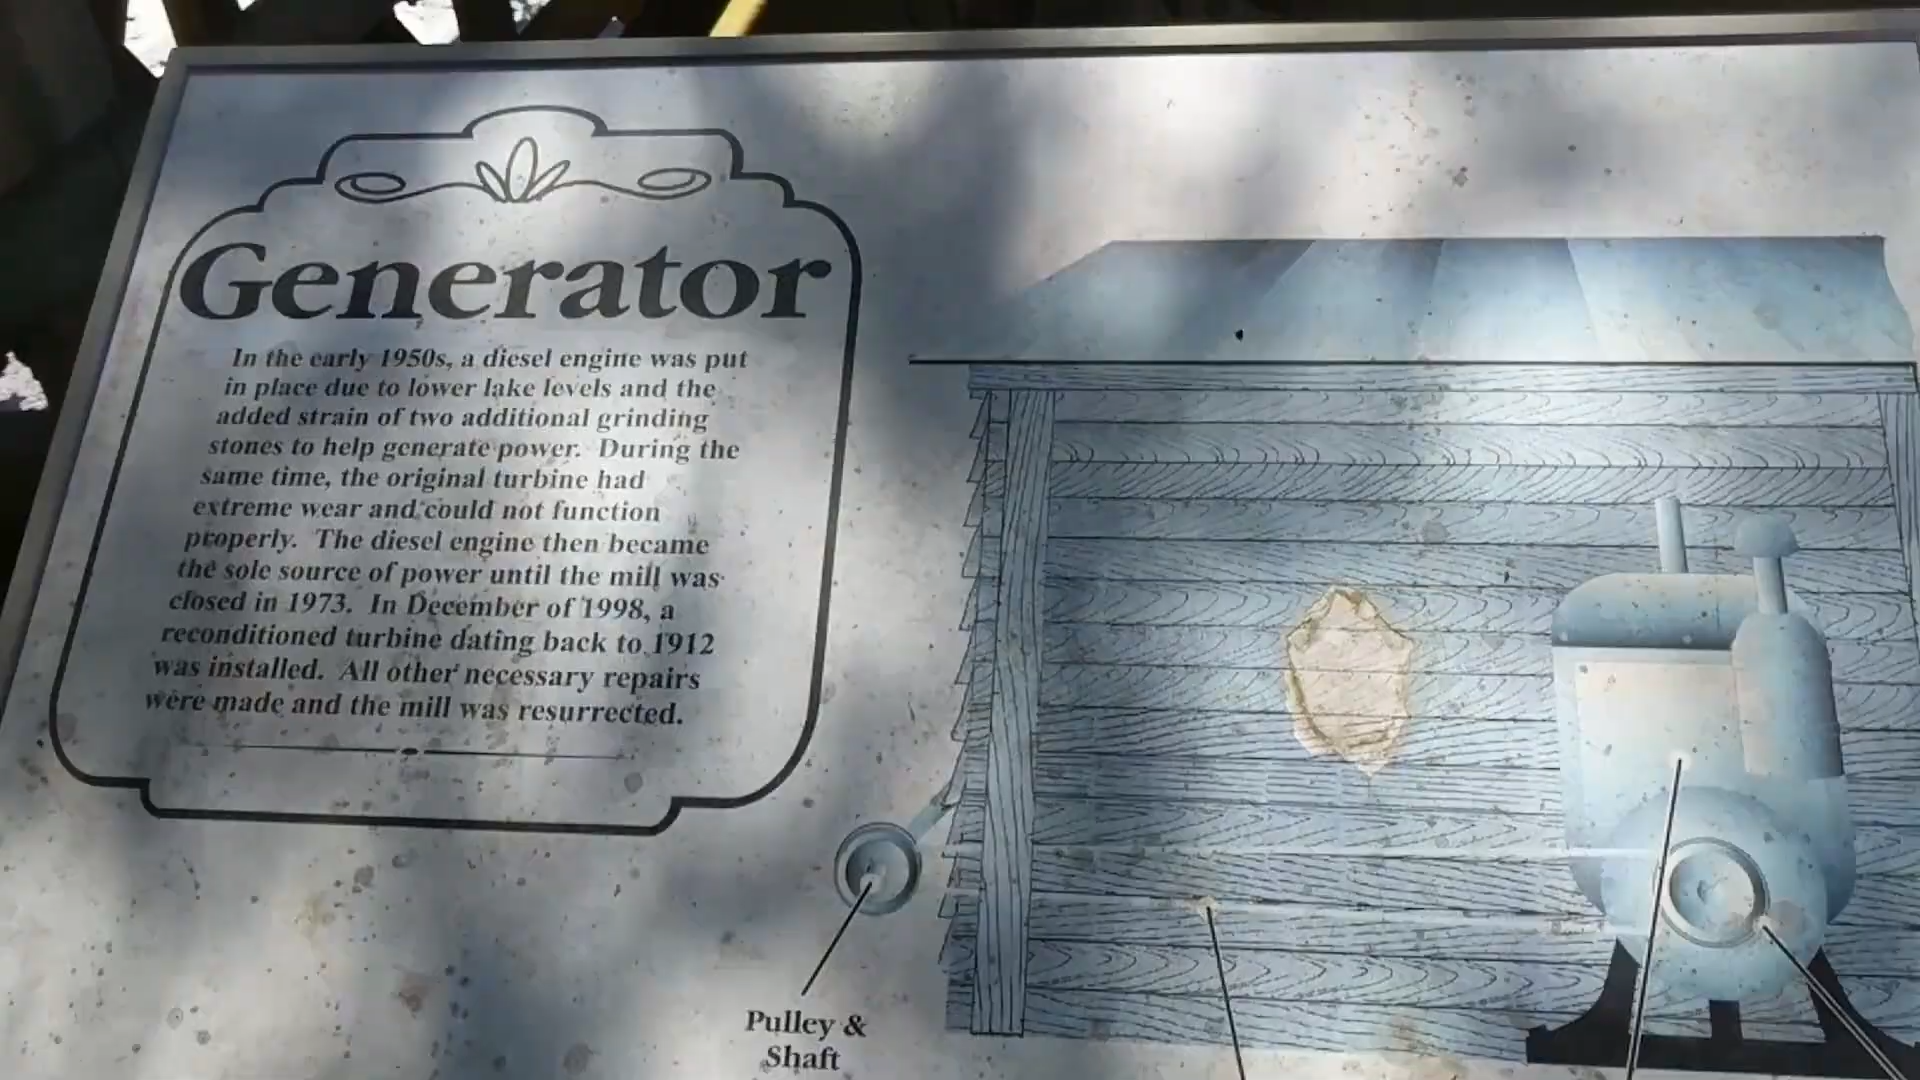 Generator
In the early 1950s, a diesel engine was put
in place due to lower lake levels and the
added strain of two additional grinding
stones to help generate power. During the
same time, the original turbine had
extreme wear and could not function
properly. The diesel engine then became
the sole source of power until the mill was
closed in 1973. In December of 1998, a
reconditioned turbine dating back to 1912
was installed. All other necessary repairs
were made and the mill was resurrected.
Pulley &
Shaft